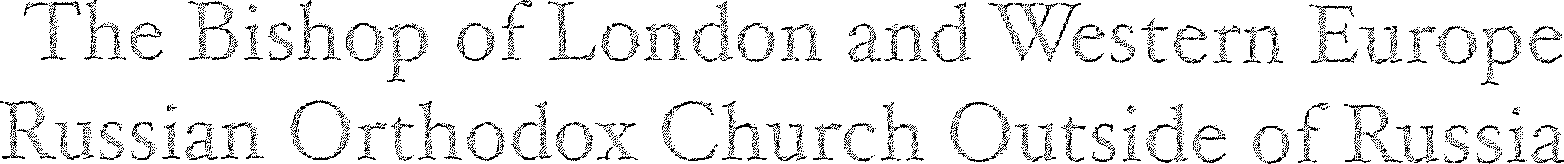 The Bishop of London and Western Europe
Russian Orthodox Church Outside of Russia